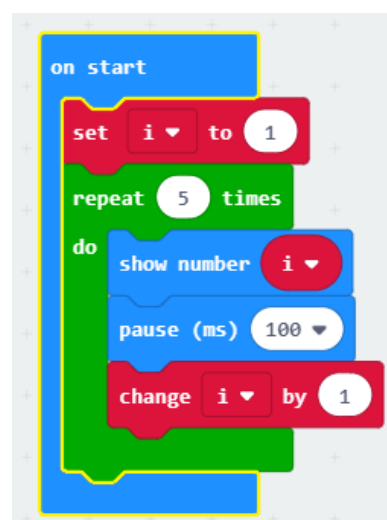 on start
set i to 1
repeat 5 times
do
show number i
pause (ms) 100
change i by 1